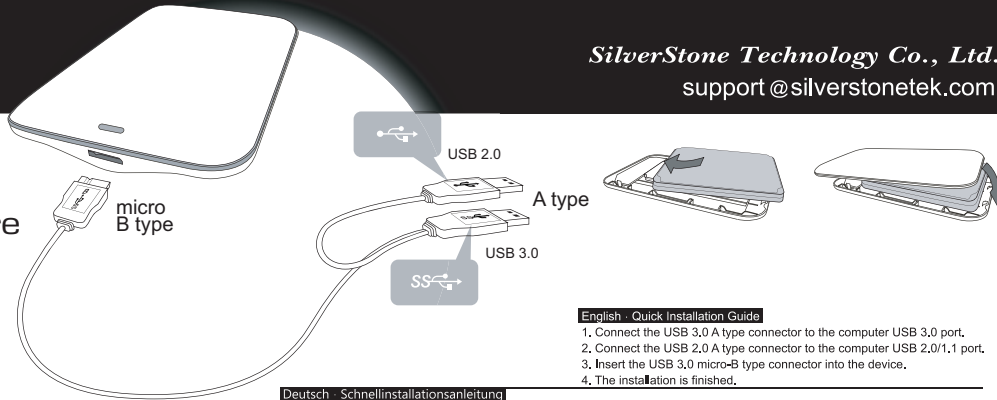 SilverStone Technology Co., Ltd.
support@silverstonetek.com
USB 2.0
A type
micro
B type
USB 3.0
SS
English · Quick Installation Guide
1. Connect the USB 3.0 A type connector to the computer USB 3.0 port.
2. Connect the USB 2.0 A type connector to the computer USB 2.0/1.1 port.
3. Insert the USB 3.0 micro-B type connector into the device.
4. The installation is finished.
Deutsch · Schnellinstallationsanleitung